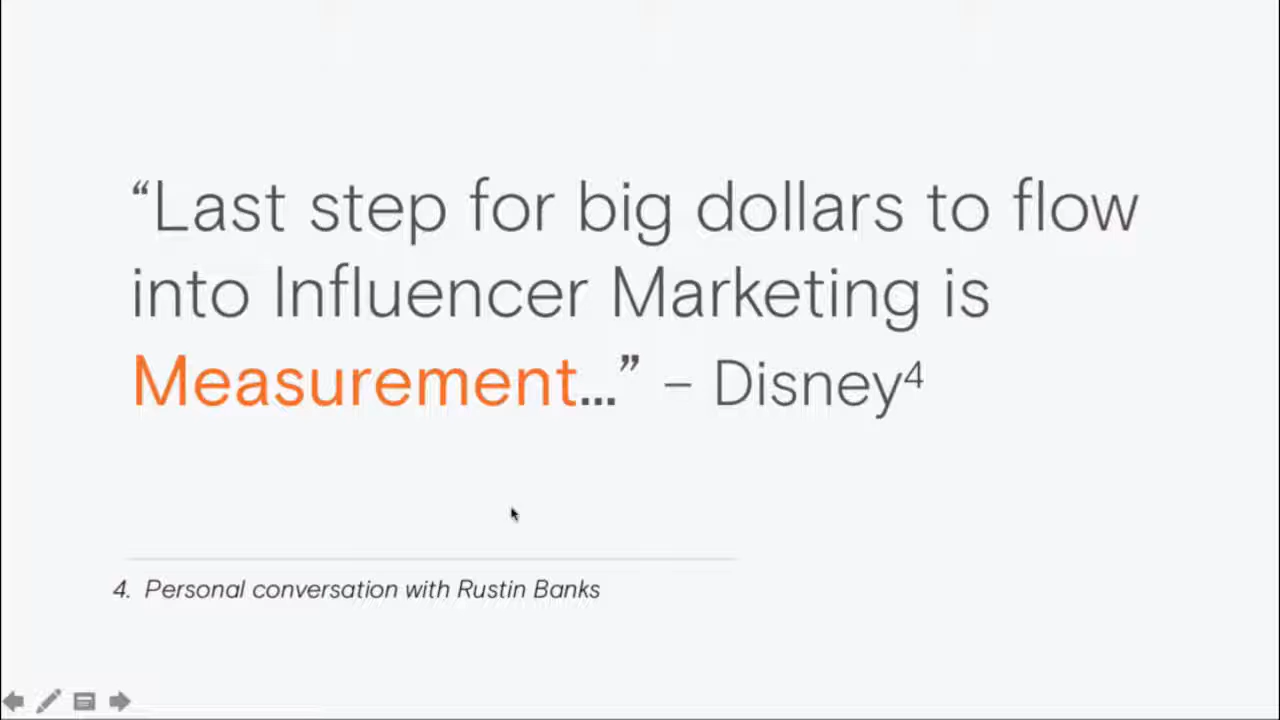 “Last step for big dollars to flow
into Influencer Marketing is
Measurement...” – Disney⁴
4. Personal conversation with Rustin Banks